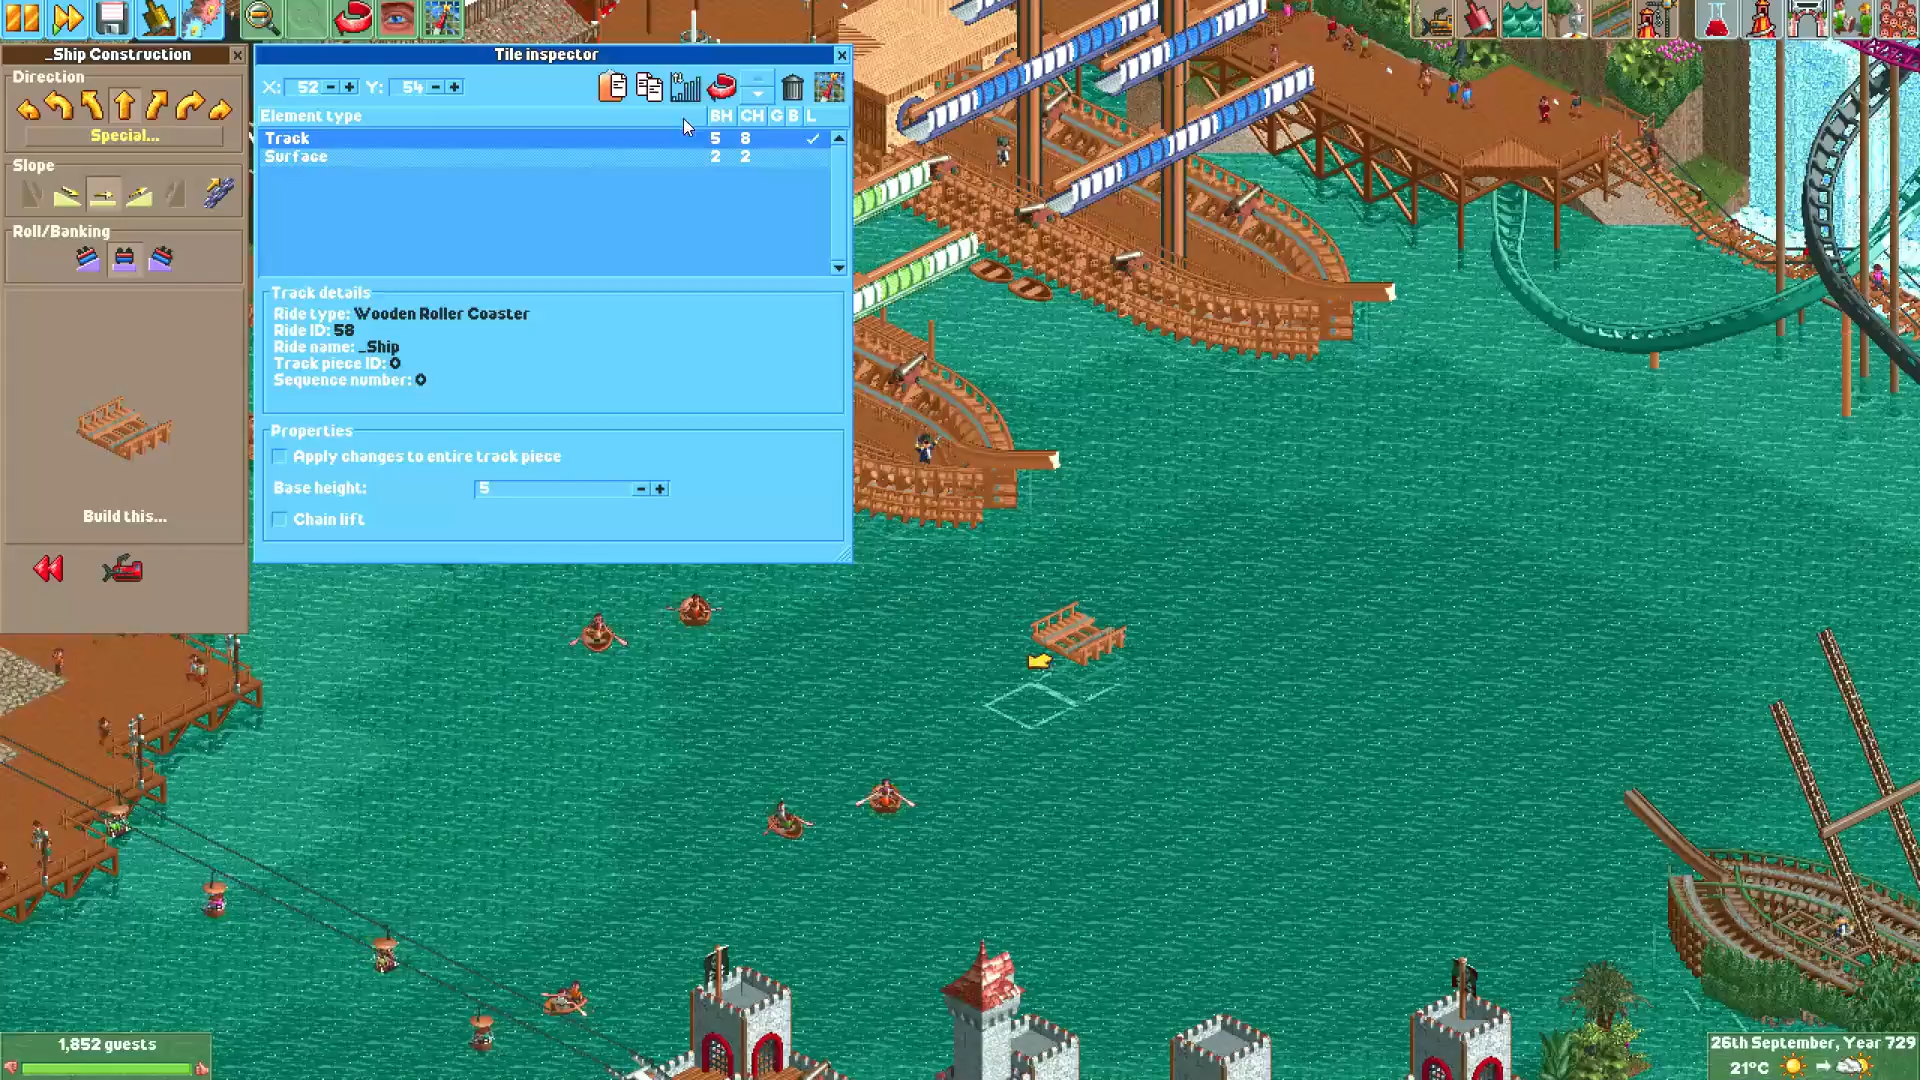 _Ship Construction
Direction
Special...
Slope
Roll/Banking
Build this...
Tile inspector
X: 52 - + Y: 54 - +
Element type BH CH G B L
Track 5 8 ✓
Surface 2 2
Track details
Ride type: Wooden Roller Coaster
Ride ID: 58
Ride name: _Ship
Track piece ID: 0
Sequence number: 0
Properties
Apply changes to entire track piece
Base height: 5 - +
Chain lift
1,852 guests
26th September, Year 729
21°C